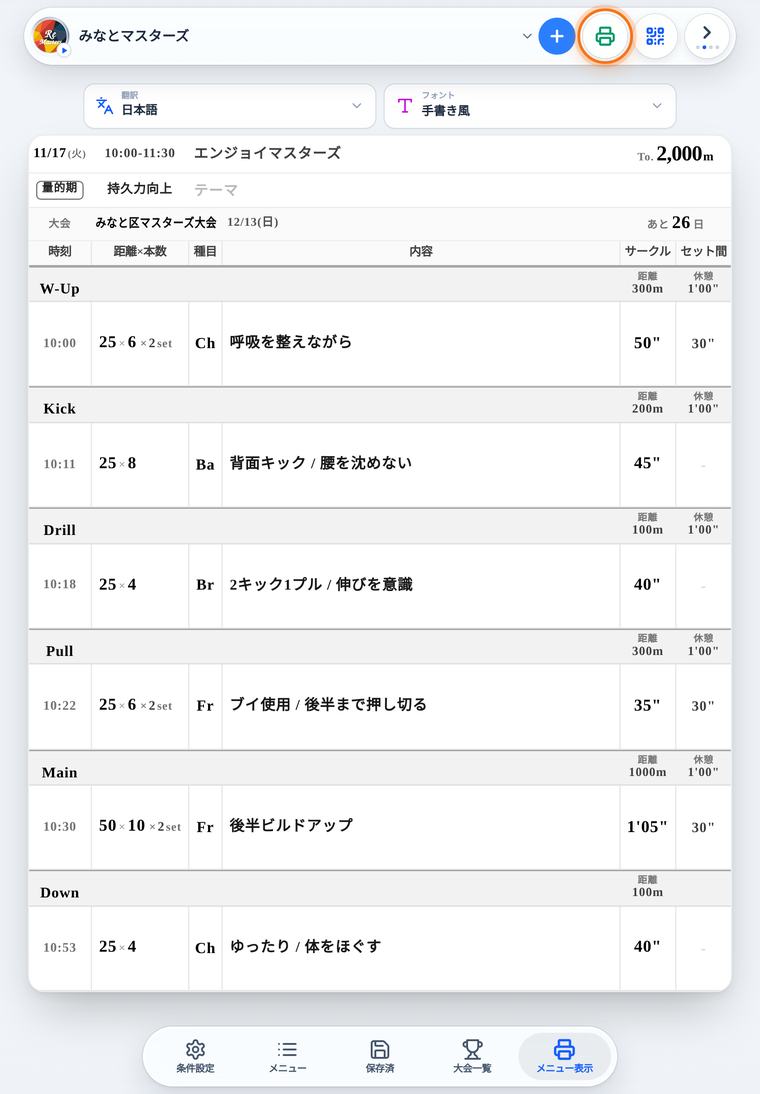 Re
Master
みなとマスターズ
翻訳
日本語
フォント
手書き風
11/17(火) 10:00-11:30 エンジョイマスターズ To. 2,000m
量的期 持久力向上 テーマ
大会 みなと区マスターズ大会 12/13(日) あと 26 日
時刻 距離×本数 種目 内容 サークル セット間
W-Up 距離 300m 休憩 1'00"
10:00 25×6 ×2set Ch 呼吸を整えながら 50" 30"
Kick 距離 200m 休憩 1'00"
10:11 25×8 Ba 背面キック / 腰を沈めない 45" -
Drill 距離 100m 休憩 1'00"
10:18 25×4 Br 2キック1プル / 伸びを意識 40" -
Pull 距離 300m 休憩 1'00"
10:22 25×6 ×2set Fr ブイ使用 / 後半まで押し切る 35" 30"
Main 距離 1000m 休憩 1'00"
10:30 50×10 ×2set Fr 後半ビルドアップ 1'05" 30"
Down 距離 100m
10:53 25×4 Ch ゆったり / 体をほぐす 40" -
条件設定 メニュー 保存済 大会一覧 メニュー表示